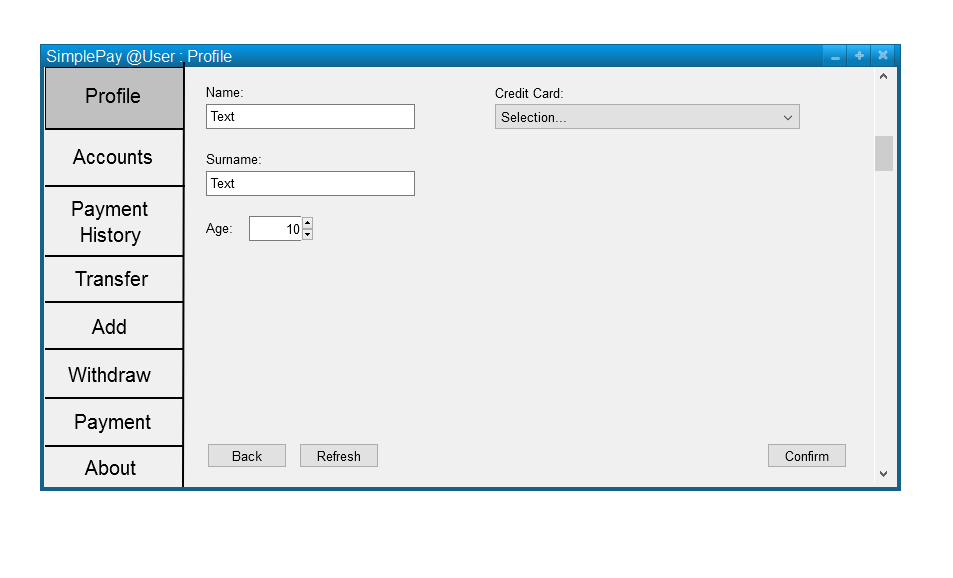 SimplePay @User : Profile
Profile
Accounts
Payment
History
Transfer
Add
Withdraw
Payment
About
Name:
Text
Surname:
Text
Age: 10
Credit Card:
Selection...
Back Refresh Confirm